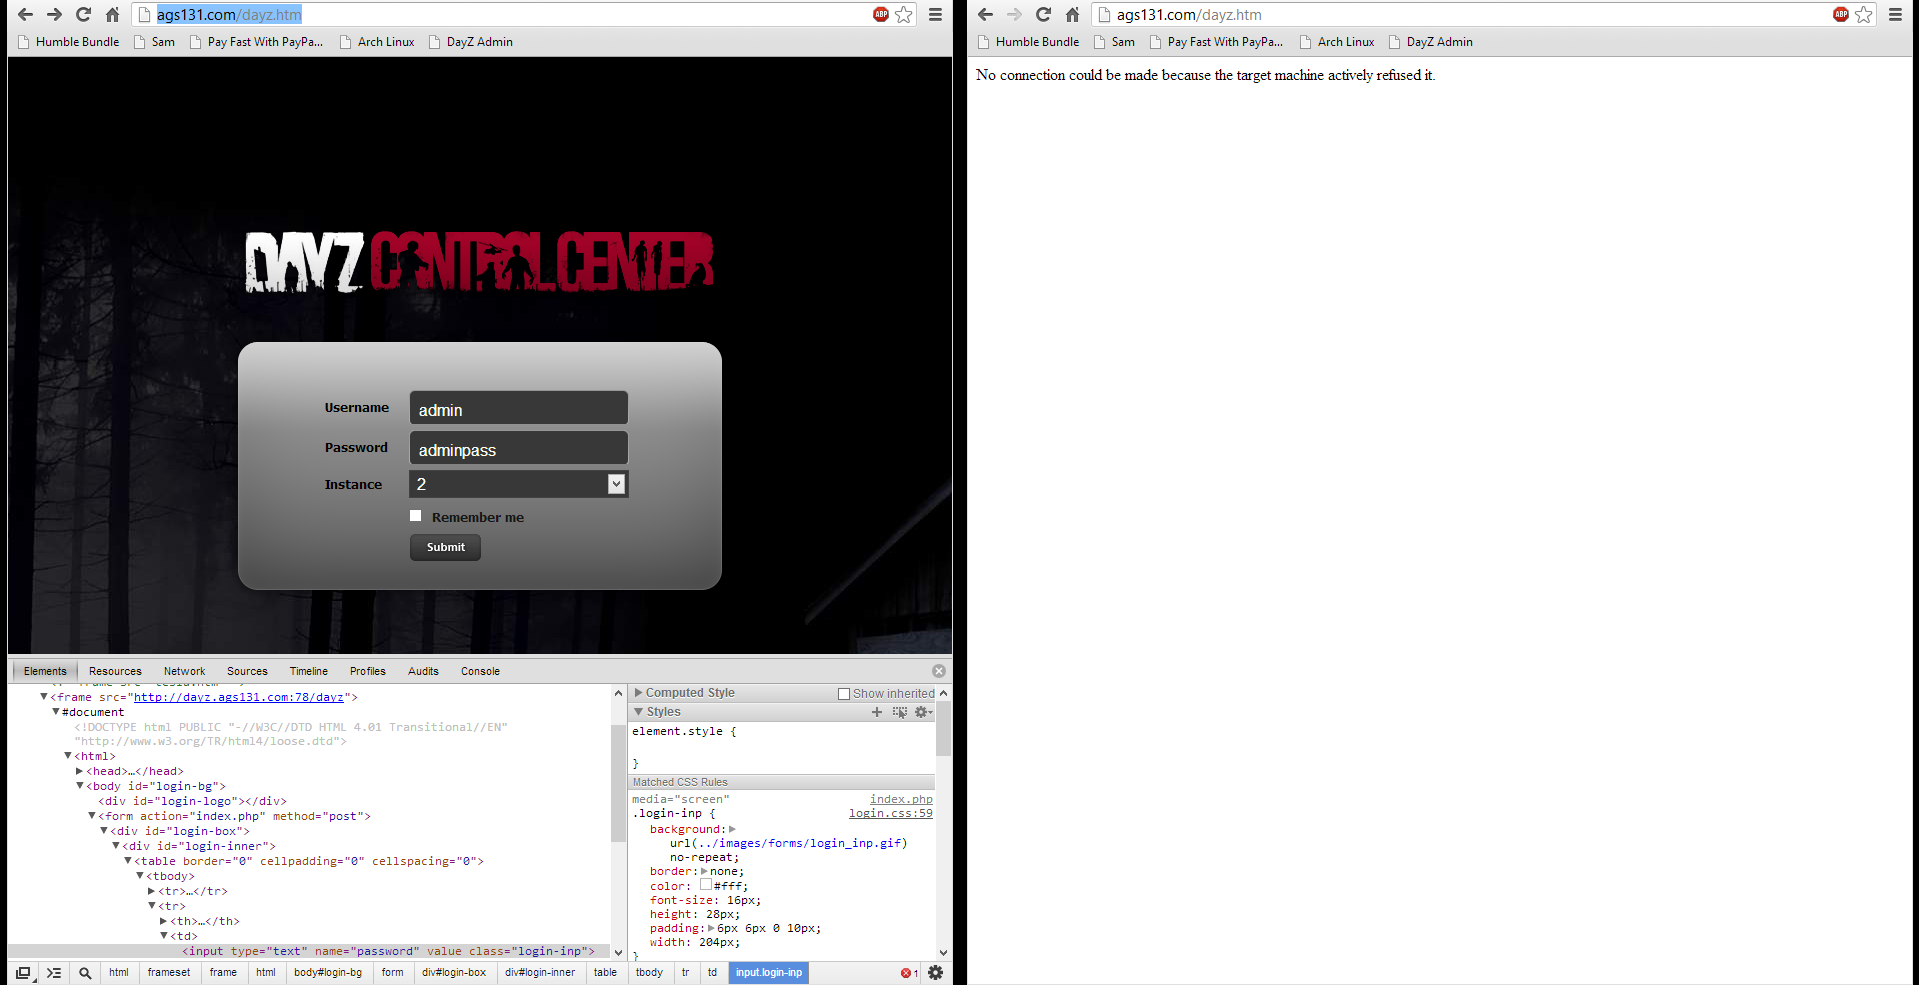 ags131.com/dayz.htm
ABP
Humble Bundle
Sam
Pay Fast With PayPa...
Arch Linux
DayZ Admin
DAYZ CONTROLCENTER
Username admin
Password adminpass
Instance 2
Remember me
Submit
Elements Resources Network Sources Timeline Profiles Audits Console
▼<frame src="http://dayz.ags131.com:78/dayz">
▼#document
<!DOCTYPE html PUBLIC "-//W3C//DTD HTML 4.01 Transitional//EN"
"http://www.w3.org/TR/html4/loose.dtd">
▼<html>
▶<head>…</head>
▼<body id="login-bg">
<div id="login-logo"></div>
▼<form action="index.php" method="post">
▼<div id="login-box">
▼<div id="login-inner">
▼<table border="0" cellpadding="0" cellspacing="0">
▼<tbody>
▶<tr>…</tr>
▼<tr>
▶<th>…</th>
▼<td>
<input type="text" name="password" value class="login-inp">
▶ Computed Style Show inherited
▼ Styles
element.style {
}
Matched CSS Rules
media="screen" index.php
.login-inp { login.css:59
background:▶
url(../images/forms/login_inp.gif)
no-repeat;
border:▶none;
color: #fff;
font-size: 16px;
height: 28px;
padding:▶6px 6px 0 10px;
width: 204px;
}
html frameset frame html body#login-bg form div#login-box div#login-inner table tbody tr td input.login-inp 1
ags131.com/dayz.htm
ABP
Humble Bundle
Sam
Pay Fast With PayPa...
Arch Linux
DayZ Admin
No connection could be made because the target machine actively refused it.